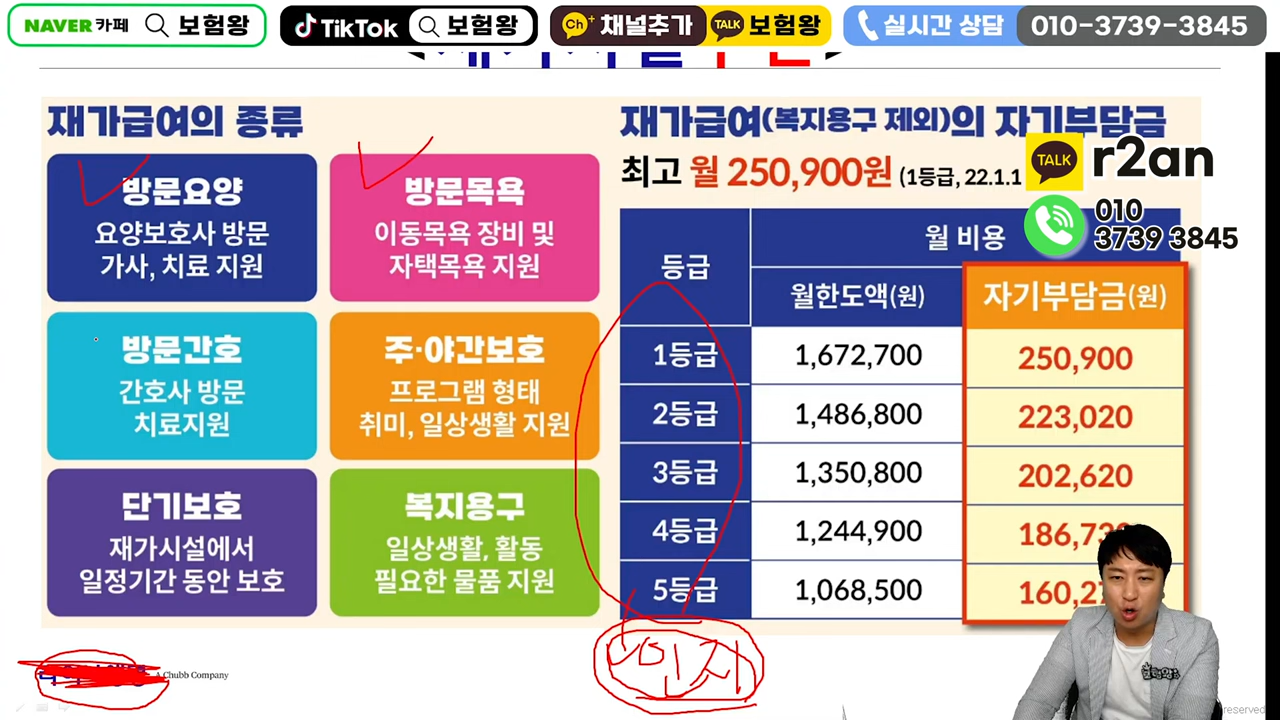 NAVER 카페 보험왕
TikTok 보험왕
Ch+ 채널추가 TALK 보험왕
실시간 상담 010-3739-3845
재가급여의 종류
방문요양
요양보호사 방문
가사, 치료 지원
방문목욕
이동목욕 장비 및
자택목욕 지원
방문간호
간호사 방문
치료지원
주·야간보호
프로그램 형태
취미, 일상생활 지원
단기보호
재가시설에서
일정기간 동안 보호
복지용구
일상생활, 활동
필요한 물품 지원
재가급여(복지용구 제외)의 자기부담금
최고 월 250,900원 (1등급, 22.1.1
TALK r2an
010
3739 3845
등급 월 비용
월한도액(원) 자기부담금(원)
1등급 1,672,700 250,900
2등급 1,486,800 223,020
3등급 1,350,800 202,620
4등급 1,244,900 186,73
5등급 1,068,500 160,2
인지
A Chubb Company
보험왕
reserved